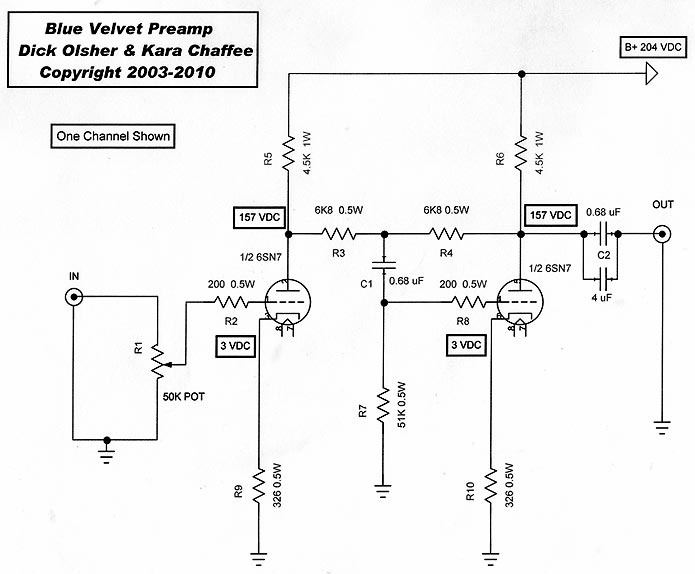 Blue Velvet Preamp
Dick Olsher & Kara Chaffee
Copyright 2003-2010
B+ 204 VDC
One Channel Shown
R5
4.5K 1W
R6
4.5K 1W
157 VDC
6K8 0.5W
R3
6K8 0.5W
R4
157 VDC
0.68 uF
C2
4 uF
OUT
1/2 6SN7
C1
0.68 uF
1/2 6SN7
IN
200 0.5W
R2
2
1
3
8
7
200 0.5W
R8
8
7
3 VDC
3 VDC
R1
50K POT
R7
51K 0.5W
R9
326 0.5W
R10
326 0.5W